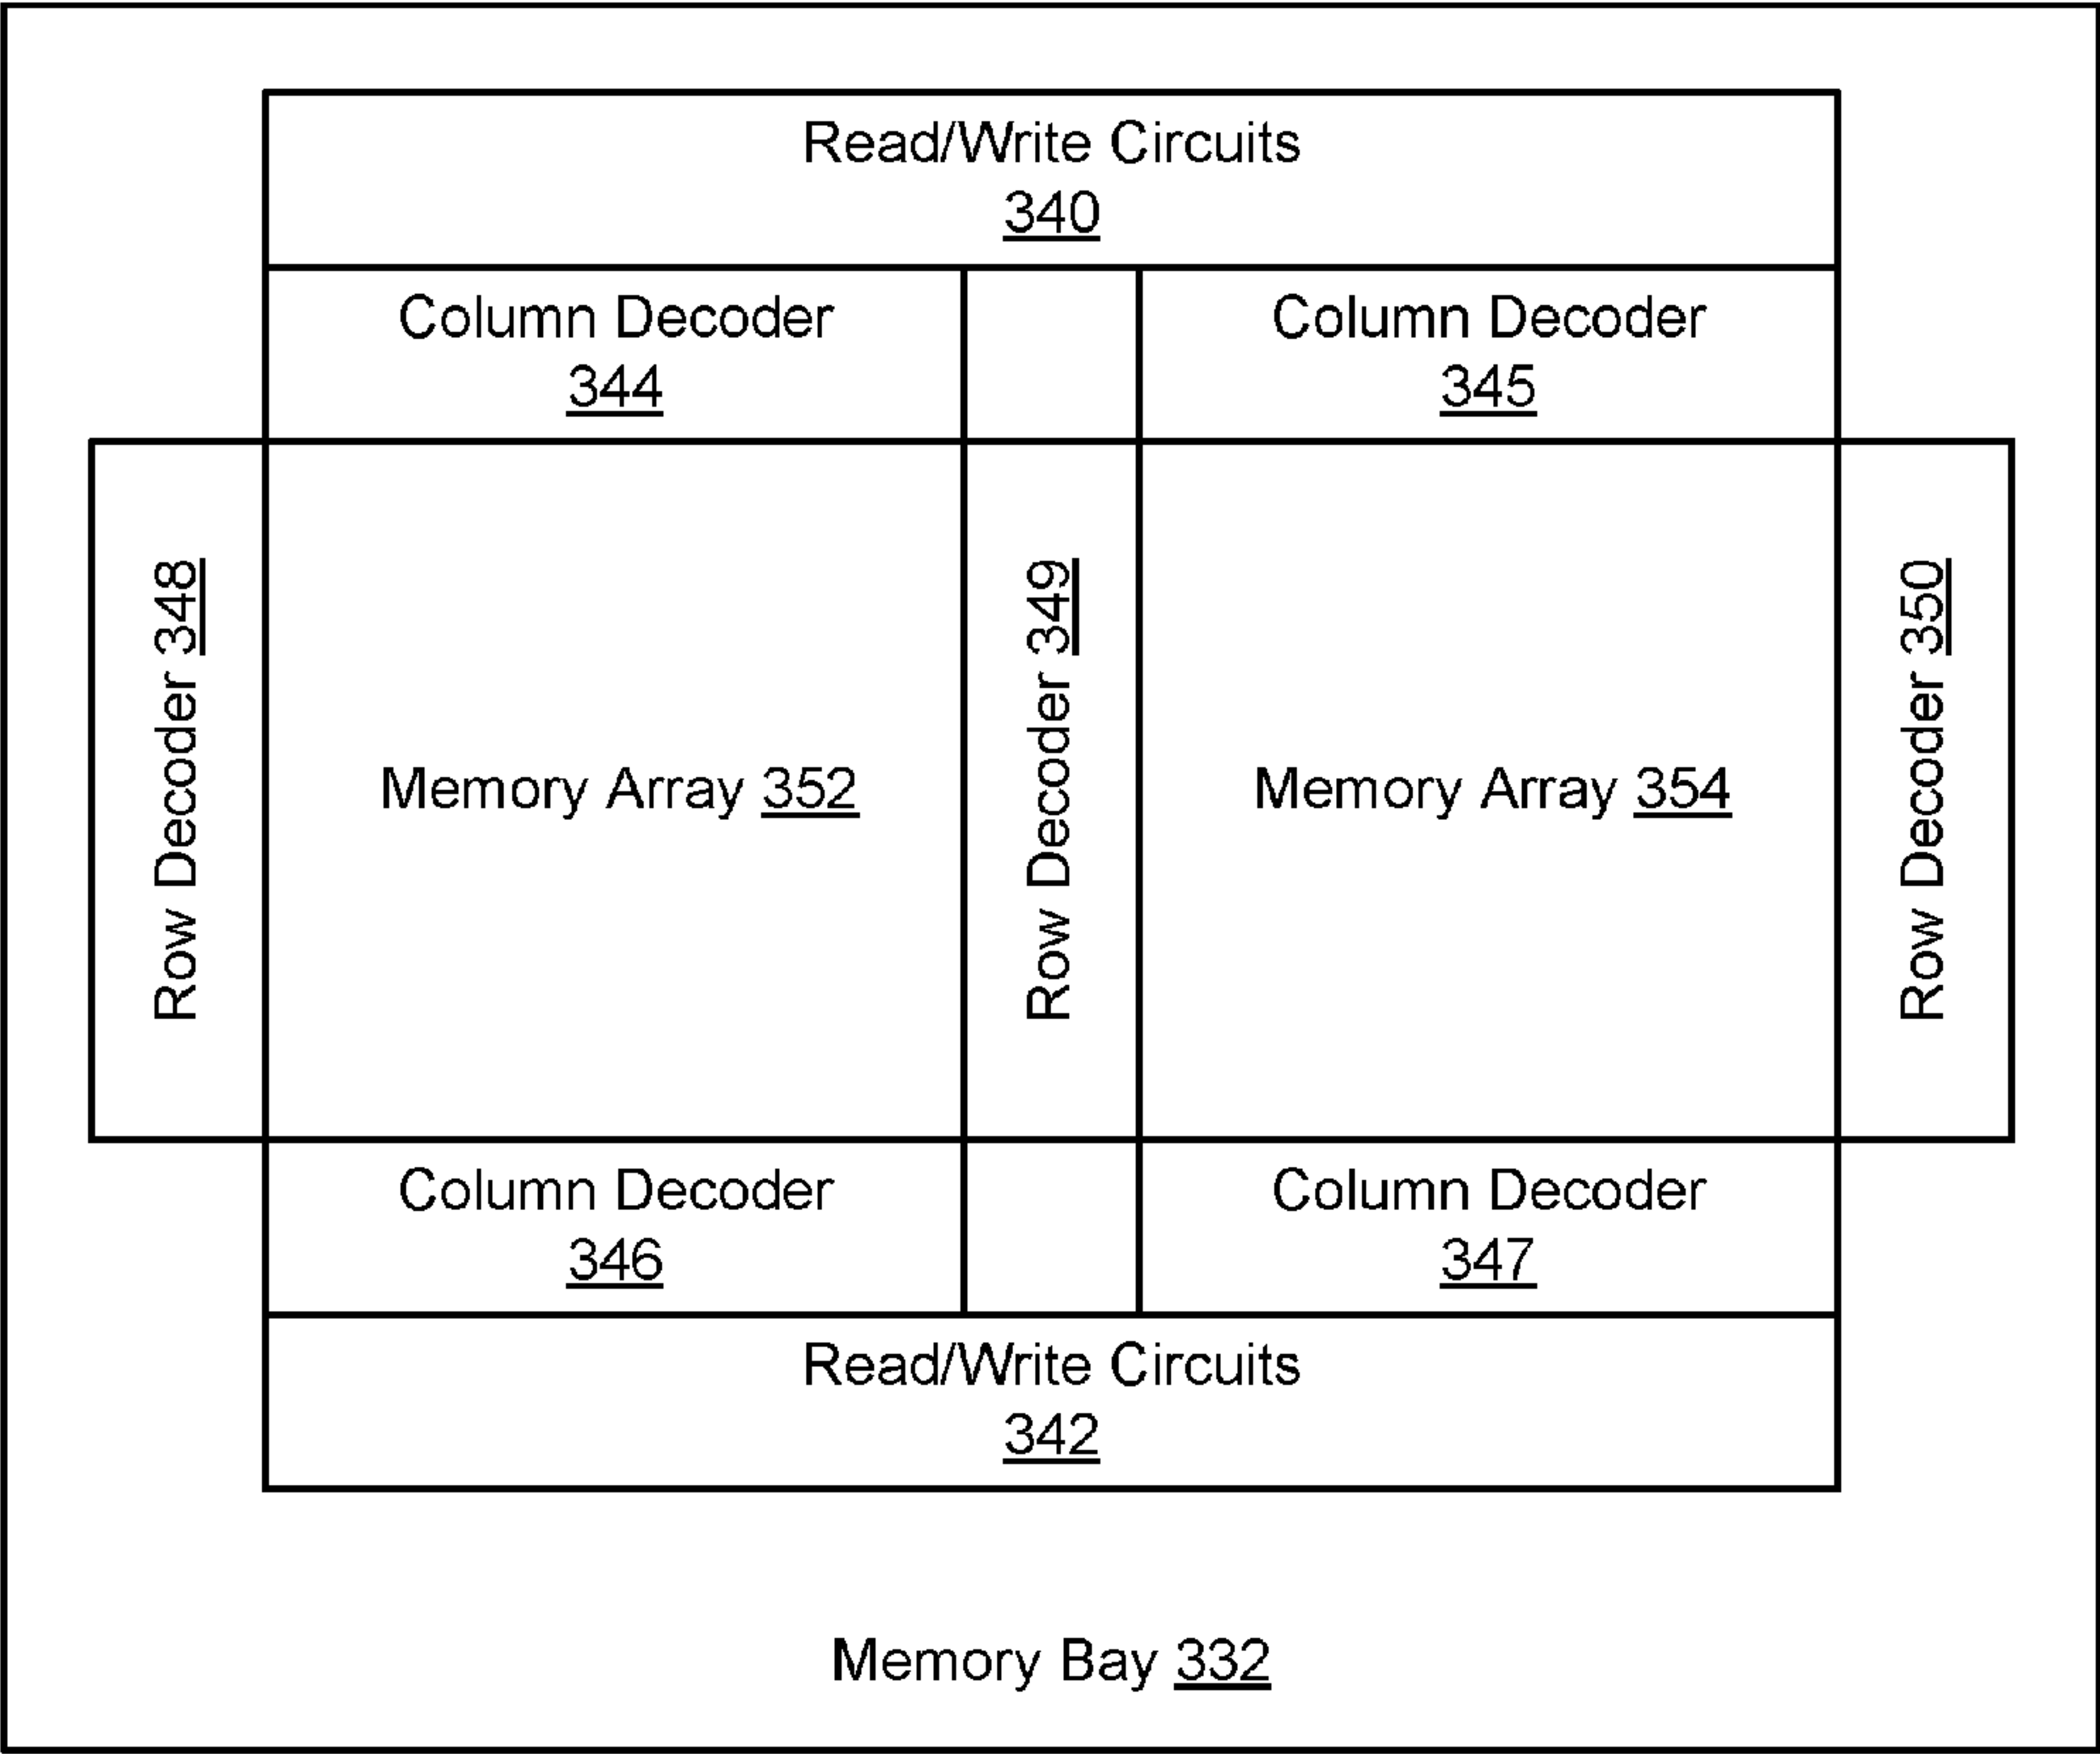 Read/Write Circuits
340
Column Decoder
344
Column Decoder
345
Row Decoder 348
Memory Array 352
Row Decoder 349
Memory Array 354
Row Decoder 350
Column Decoder
346
Column Decoder
347
Read/Write Circuits
342
Memory Bay 332